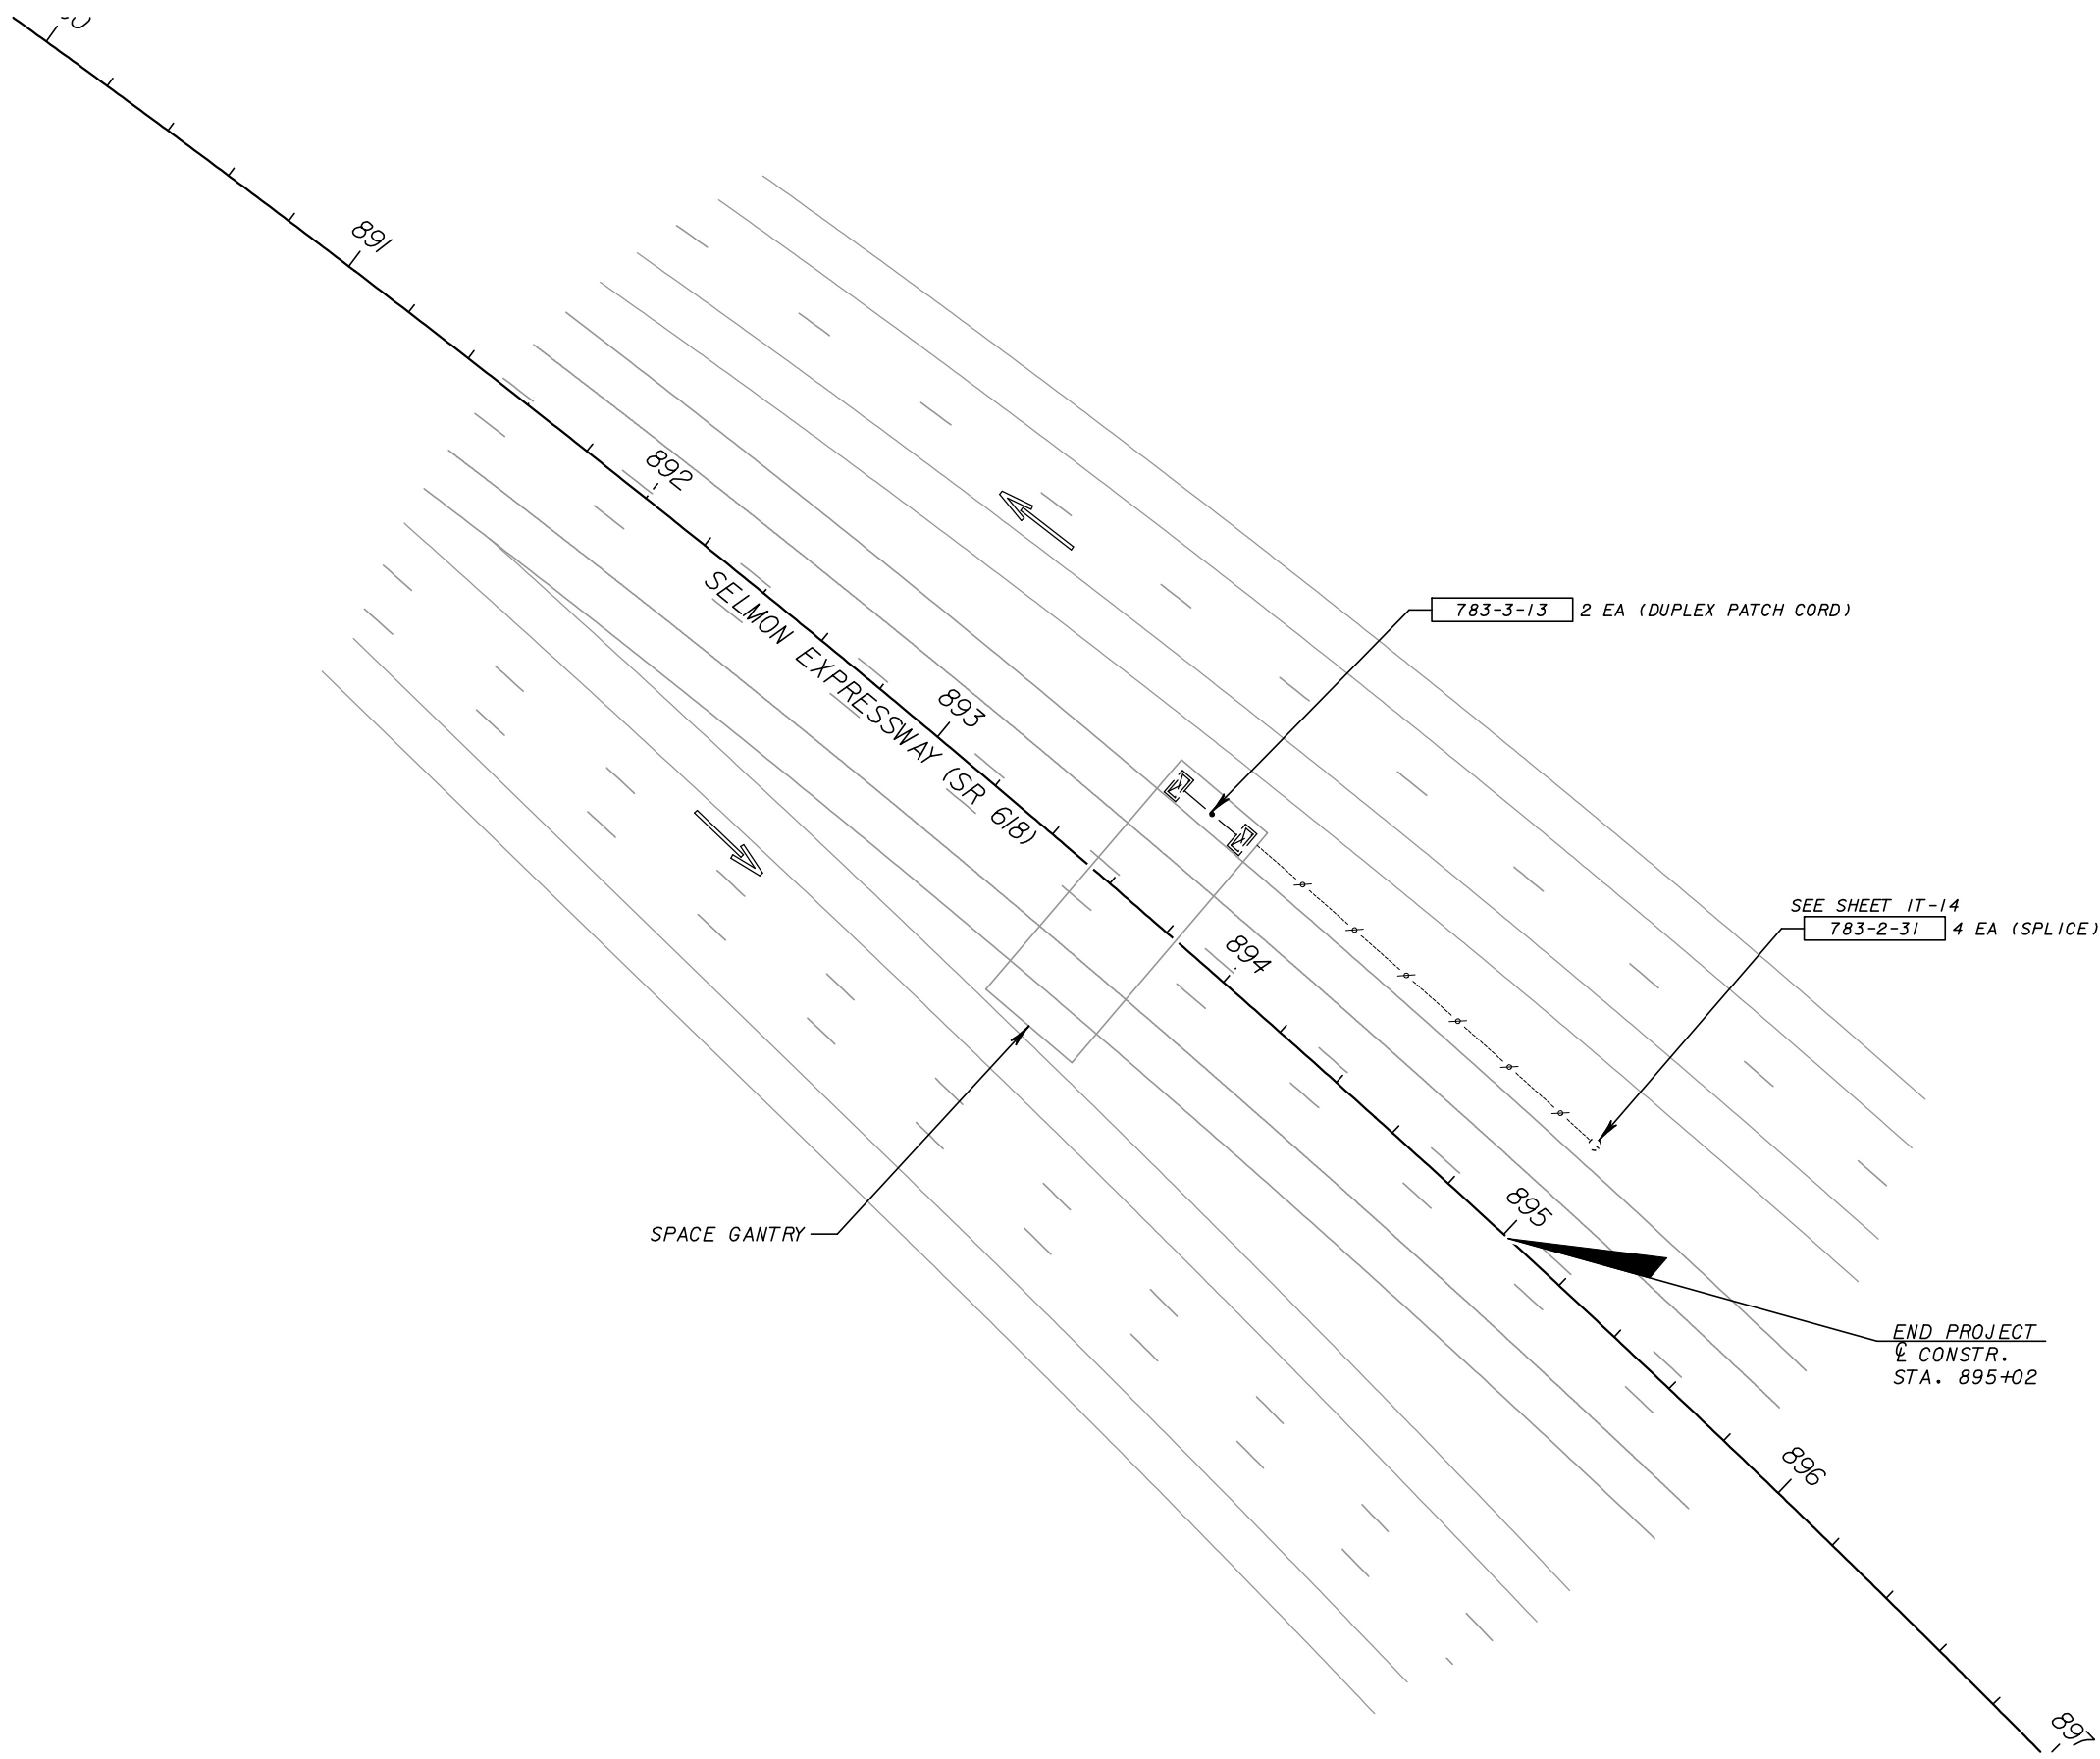 891
892
SELMON EXPRESSWAY (SR 618)
783-3-13 2 EA (DUPLEX PATCH CORD)
893
SEE SHEET IT-14
783-2-31 4 EA (SPLICE)
894
895
SPACE GANTRY
END PROJECT
℄ CONSTR.
STA. 895+02
896
897